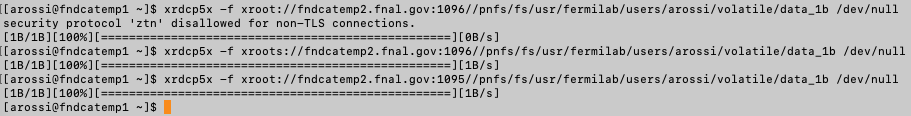 [[arossi@fndcatemp1 ~]$ xrdcp5x -f xroot://fndcatemp2.fnal.gov:1096//pnfs/fs/usr/fermilab/users/arossi/volatile/data_1b /dev/null
security protocol 'ztn' disallowed for non-TLS connections.
[1B/1B][100%][==================================================][0B/s]
[[arossi@fndcatemp1 ~]$ xrdcp5x -f xroots://fndcatemp2.fnal.gov:1096//pnfs/fs/usr/fermilab/users/arossi/volatile/data_1b /dev/null
[1B/1B][100%][==================================================][1B/s]
[[arossi@fndcatemp1 ~]$ xrdcp5x -f xroot://fndcatemp2.fnal.gov:1095//pnfs/fs/usr/fermilab/users/arossi/volatile/data_1b /dev/null
[1B/1B][100%][==================================================][1B/s]
[arossi@fndcatemp1 ~]$